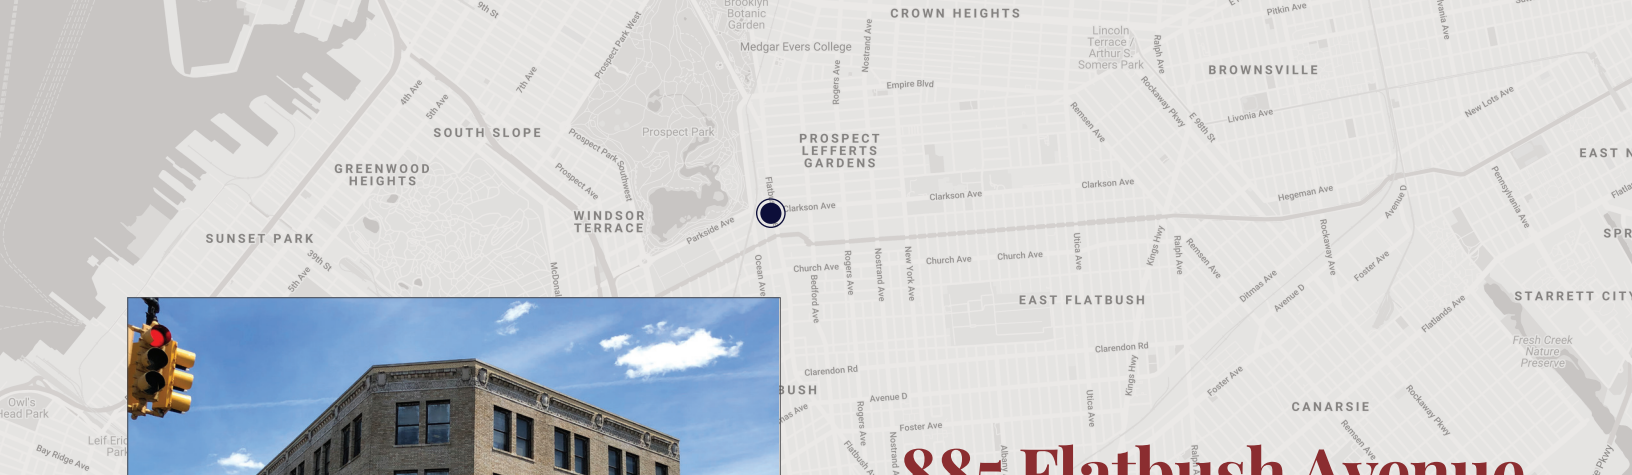 9th St
Brooklyn
Botanic
Garden
CROWN HEIGHTS
Pitkin Ave
Prospect Park West
Medgar Evers College
Nostrand Ave
Lincoln
Terrace /
Arthur S.
Somers Park
Ralph Ave
BROWNSVILLE
4th Ave
5th Ave
7th Ave
Rogers Ave
Empire Blvd
Rockaway Pkwy
New Lots Ave
SOUTH SLOPE
Prospect Park
PROSPECT
LEFFERTS
GARDENS
Remsen Ave
E 98th St
Livonia Ave
GREENWOOD
HEIGHTS
Prospect Park Southwest
Prospect Ave
EAST N
Clarkson Ave
Clarkson Ave
Clarkson Ave
Hegeman Ave
Avenue D
Pennsylvania Ave
WINDSOR
TERRACE
Parkside Ave
SUNSET PARK
39th St
5th Ave
Ocean Ave
Church Ave
Bedford Ave
Rogers Ave
Nostrand Ave
New York Ave
Church Ave
Church Ave
Utica Ave
Kings Hwy
Ralph Ave
Remsen Ave
Rockaway Ave
Foster Ave
SPR
Ditmas Ave
Avenue D
EAST FLATBUSH
Flatlands Ave
STARRETT CITY
Fresh Creek
Nature
Preserve
Clarendon Rd
Clarendon Rd
Kings Hwy
BUSH
Avenue D
Foster Ave
Utica Ave
Foster Ave
Rogers Ave
CANARSIE
Rockaway Pkwy
Remsen Ave
Owl's
Head Park
Bay Ridge Ave
885 Flatbush Avenue